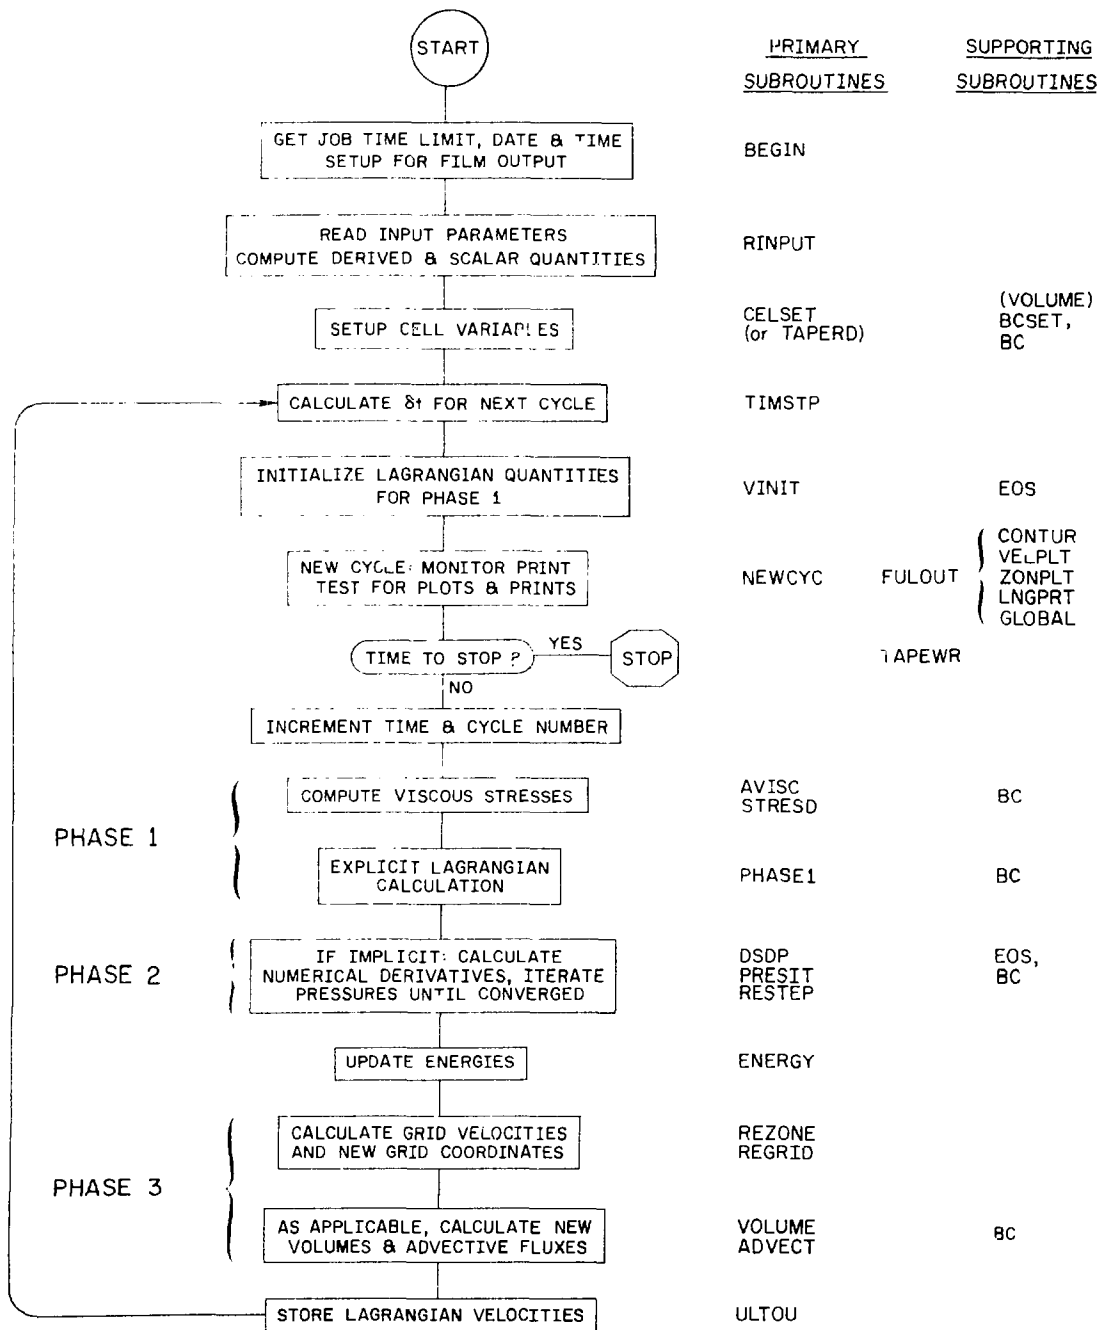 START
PRIMARY SUPPORTING
SUBROUTINES SUBROUTINES
GET JOB TIME LIMIT, DATE & TIME
SETUP FOR FILM OUTPUT
BEGIN
READ INPUT PARAMETERS
COMPUTE DERIVED & SCALAR QUANTITIES
RINPUT
SETUP CELL VARIABLES
CELSET
(or TAPERD)
(VOLUME)
BCSET,
BC
CALCULATE δt FOR NEXT CYCLE
TIMSTP
INITIALIZE LAGRANGIAN QUANTITIES
FOR PHASE 1
VINIT
EOS
NEW CYCLE: MONITOR PRINT
TEST FOR PLOTS & PRINTS
NEWCYC
FULOUT
CONTUR
VELPLT
ZONPLT
LNGPRT
GLOBAL
TIME TO STOP ?
YES
STOP
TAPEWR
NO
INCREMENT TIME & CYCLE NUMBER
PHASE 1
COMPUTE VISCOUS STRESSES
AVISC
STRESD
BC
EXPLICIT LAGRANGIAN
CALCULATION
PHASE1
BC
PHASE 2
IF IMPLICIT: CALCULATE
NUMERICAL DERIVATIVES, ITERATE
PRESSURES UNTIL CONVERGED
DSDP
PRESIT
RESTEP
EOS,
BC
UPDATE ENERGIES
ENERGY
PHASE 3
CALCULATE GRID VELOCITIES
AND NEW GRID COORDINATES
REZONE
REGRID
AS APPLICABLE, CALCULATE NEW
VOLUMES & ADVECTIVE FLUXES
VOLUME
ADVECT
BC
STORE LAGRANGIAN VELOCITIES
ULTOU